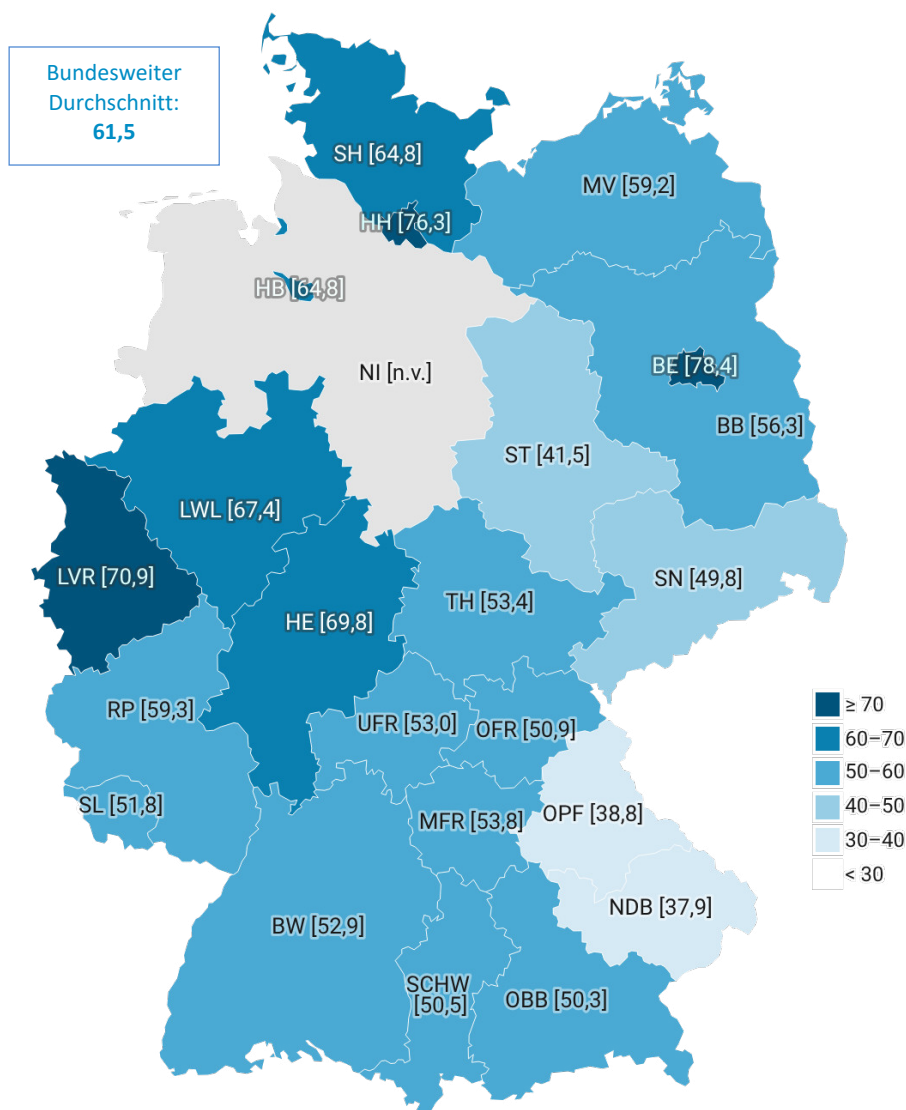 Bundesweiter
Durchschnitt:
61,5
SH [64,8]
MV [59,2]
HH [76,3]
HB [64,8]
NI [n.v.]
BE [78,4]
BB [56,3]
ST [41,5]
LWL [67,4]
LVR [70,9]
SN [49,8]
TH [53,4]
HE [69,8]
RP [59,3]
UFR [53,0]
OFR [50,9]
SL [51,8]
MFR [53,8]
OPF [38,8]
NDB [37,9]
BW [52,9]
SCHW
[50,5]
OBB [50,3]
≥ 70
60–70
50–60
40–50
30–40
< 30